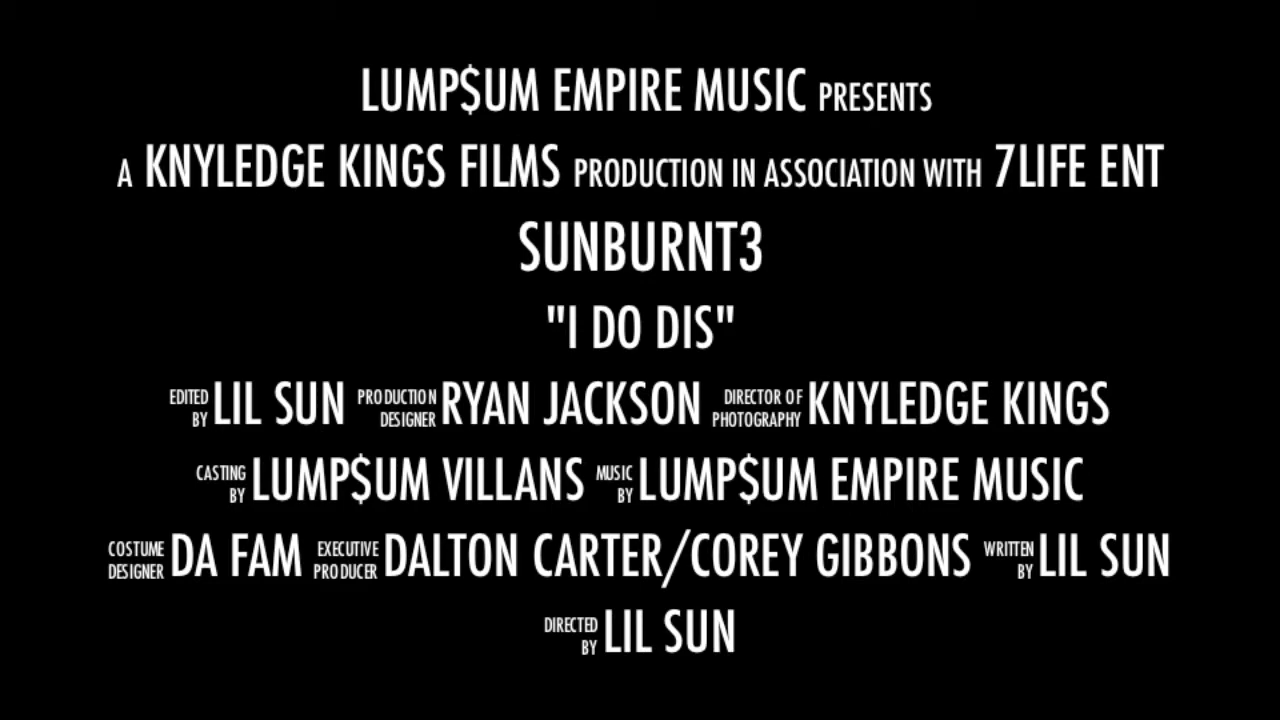 LUMP$UM EMPIRE MUSIC PRESENTS
A KNYLEDGE KINGS FILMS PRODUCTION IN ASSOCIATION WITH 7LIFE ENT
SUNBURNT3
"I DO DIS"
EDITED BY LIL SUN PRODUCTION DESIGNER RYAN JACKSON DIRECTOR OF PHOTOGRAPHY KNYLEDGE KINGS
CASTING BY LUMP$UM VILLANS MUSIC BY LUMP$UM EMPIRE MUSIC
COSTUME DESIGNER DA FAM EXECUTIVE PRODUCER DALTON CARTER/COREY GIBBONS WRITTEN BY LIL SUN
DIRECTED BY LIL SUN